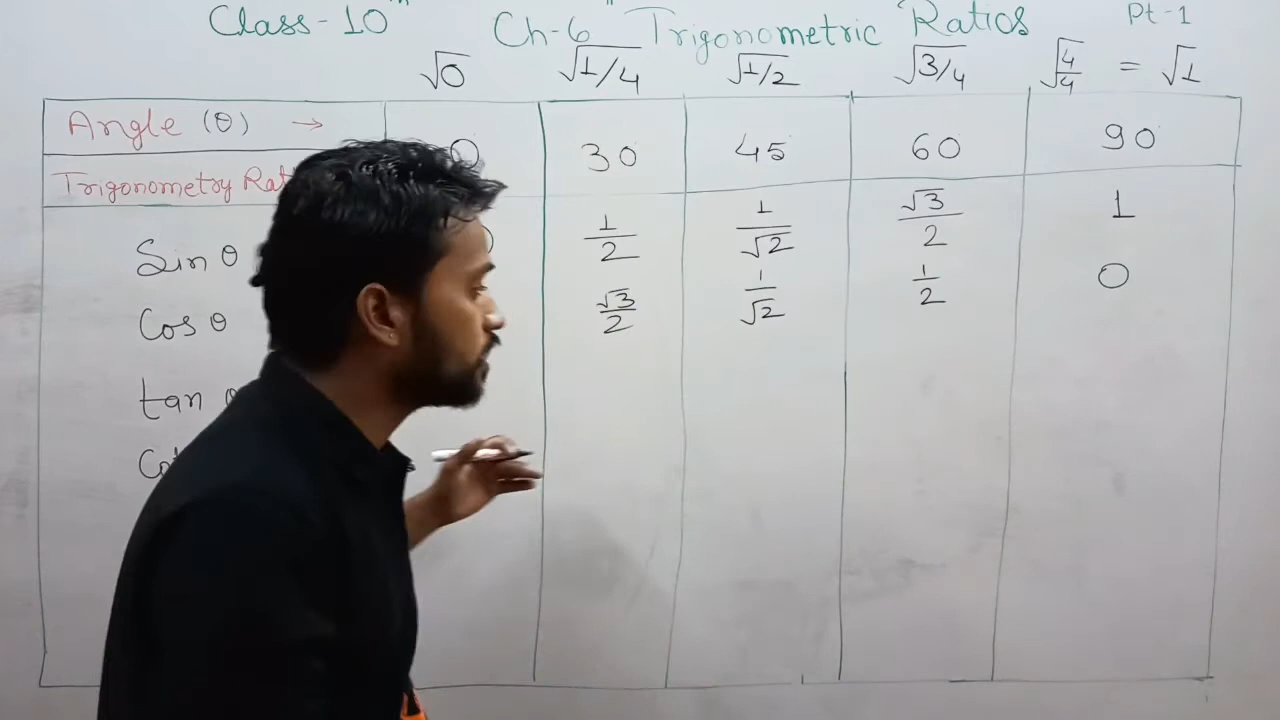 Class-10th Ch-6 "Trigonometric Ratios Pt-1
√0 √1/4 √1/2 √3/4 √4/4 = √1
Angle (θ) → 0 30 45 60 90
Trigonometry
Sin θ 1/2 1/√2 √3/2 1
Cos θ √3/2 1/√2 1/2 0
tan θ